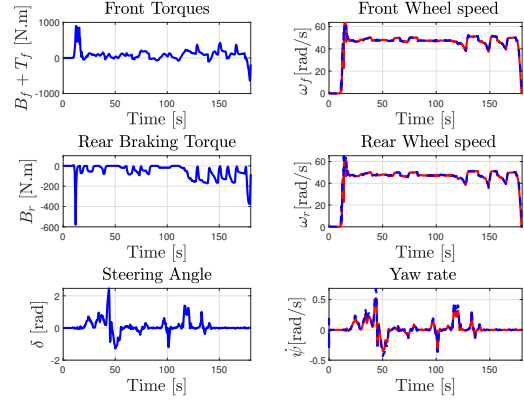 Front Torques
Front Wheel speed
1000
0
-1000
B_f + T_f [N.m]
0 50 100 150
Time [s]
60
40
20
0
ω_f[rad/s]
0 50 100 150
Time [s]
Rear Braking Torque
Rear Wheel speed
0
-200
-400
-600
B_r [N.m]
0 50 100 150
Time [s]
60
40
20
0
ω_r[rad/s]
0 50 100 150
Time [s]
Steering Angle
Yaw rate
2
0
-2
δ [rad]
0 50 100 150
Time [s]
0.5
0
-0.5
ψ̇[rad/s]
0 50 100 150
Time [s]